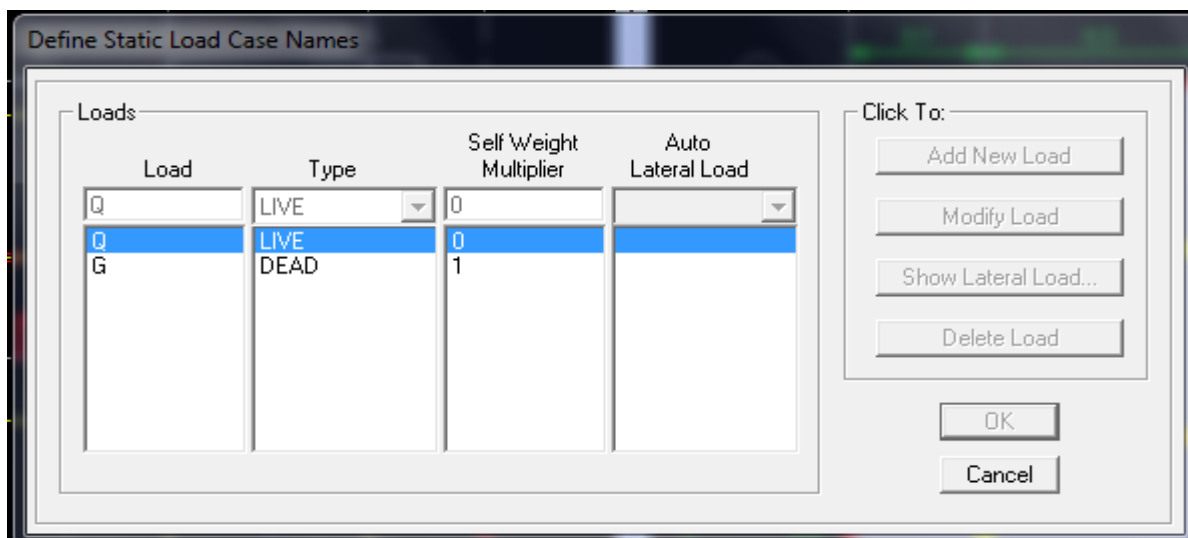 Define Static Load Case Names
Loads
Click To:
Load Type Self Weight Multiplier Auto Lateral Load
Q LIVE 0
Q LIVE 0
G DEAD 1
Add New Load
Modify Load
Show Lateral Load...
Delete Load
OK
Cancel